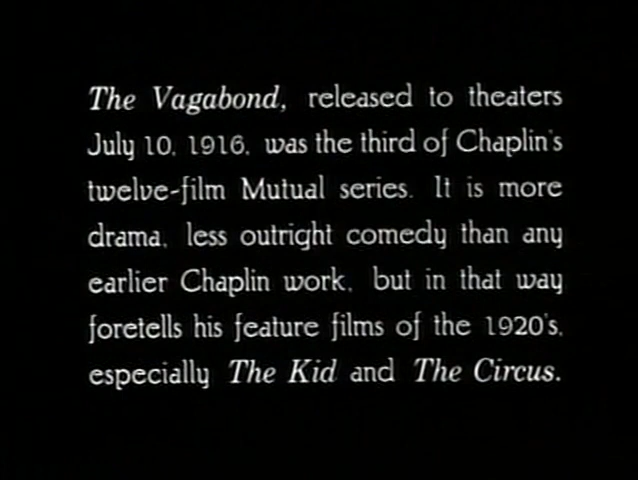 The Vagabond, released to theaters
July 10, 1916, was the third of Chaplin's
twelve-film Mutual series. It is more
drama, less outright comedy than any
earlier Chaplin work, but in that way
foretells his feature films of the 1920's,
especially The Kid and The Circus.